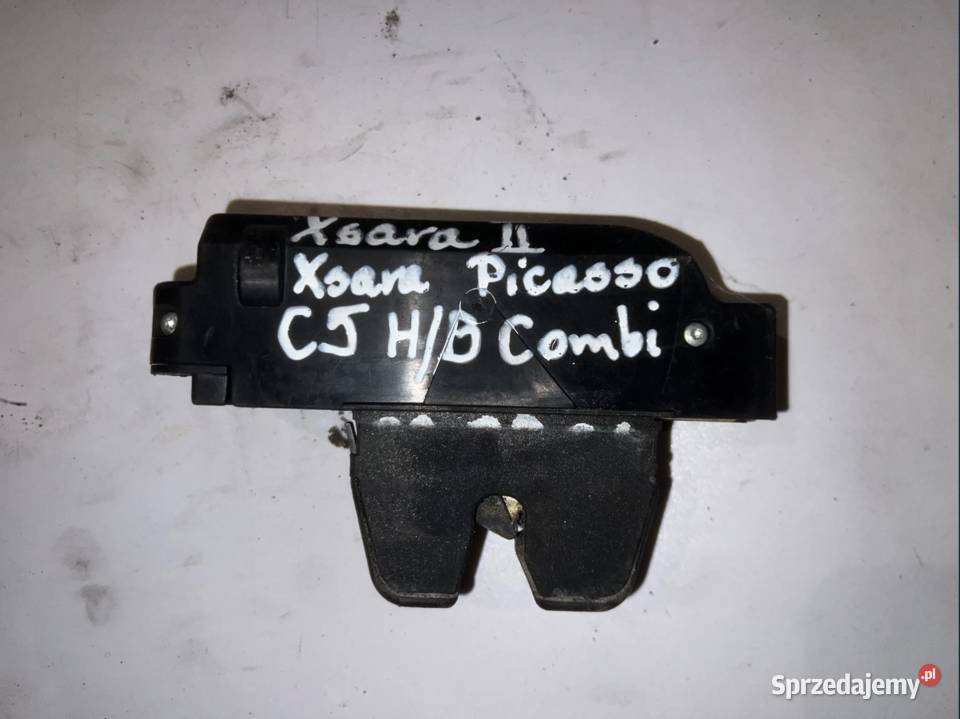 Xsara II
Xsara Picasso
C5 H/B Combi
Sprzedajemy.pl